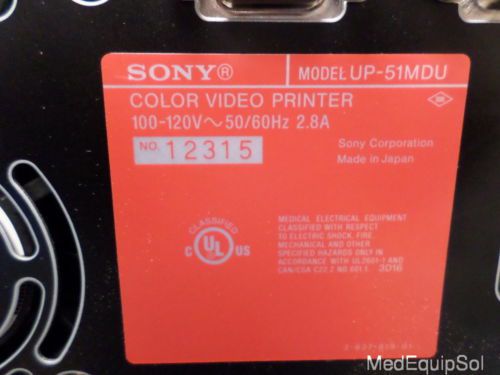 SONY® MODEL UP-51MDU
COLOR VIDEO PRINTER
100-120V～50/60Hz 2.8A
NO. 12315
Sony Corporation
Made in Japan
CLASSIFIED
C UL US
MEDICAL ELECTRICAL EQUIPMENT
CLASSIFIED WITH RESPECT
TO ELECTRIC SHOCK, FIRE,
MECHANICAL AND OTHER
SPECIFIED HAZARDS ONLY IN
ACCORDANCE WITH UL2601-1 AND
CAN/CSA C22.2 NO.601.1. 3016
MedEquipSol